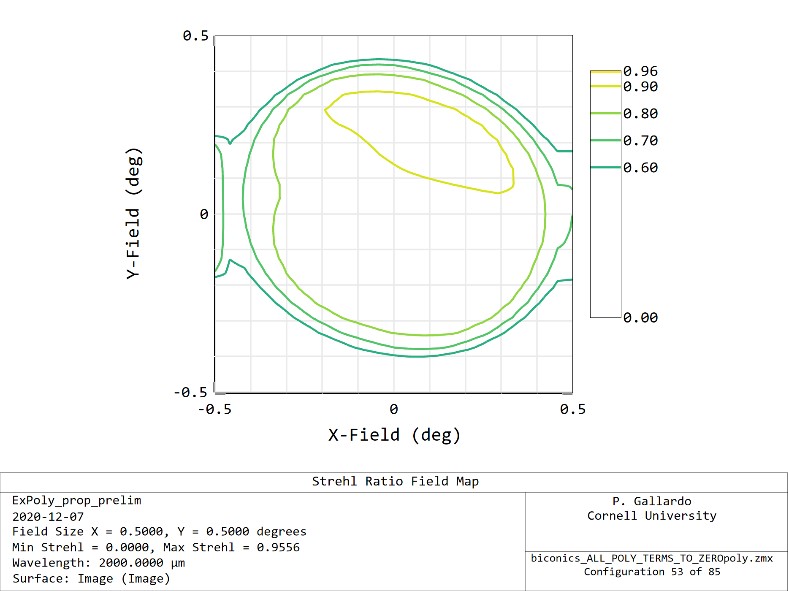 0.5
0
-0.5
-0.5
0
0.5
Y-Field (deg)
X-Field (deg)
0.96
0.90
0.80
0.70
0.60
0.00
Strehl Ratio Field Map
ExPoly_prop_prelim
2020-12-07
Field Size X = 0.5000, Y = 0.5000 degrees
Min Strehl = 0.0000, Max Strehl = 0.9556
Wavelength: 2000.0000 μm
Surface: Image (Image)
P. Gallardo
Cornell University
biconics_ALL_POLY_TERMS_TO_ZEROpoly.zmx
Configuration 53 of 85